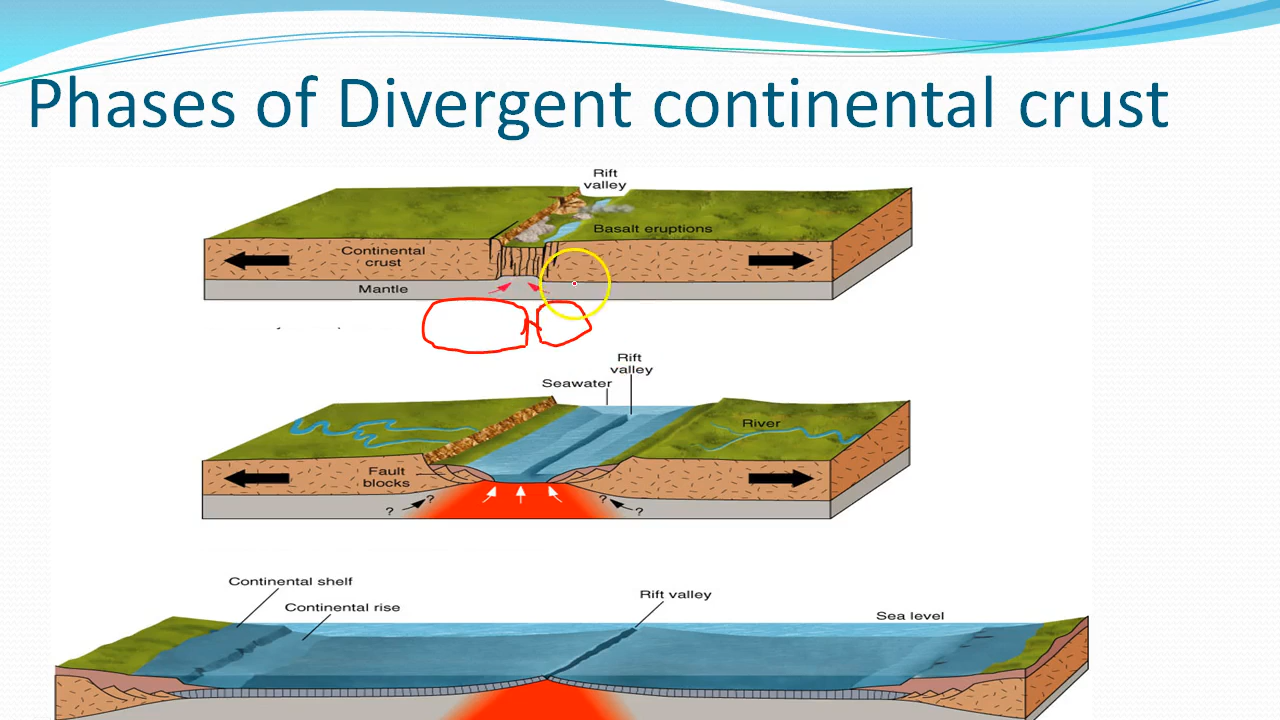 Phases of Divergent continental crust
Rift
valley
Basalt eruptions
Continental
crust
Mantle
Rift
valley
Seawater
River
Fault
blocks
?
?
?
?
Continental shelf
Continental rise
Rift valley
Sea level